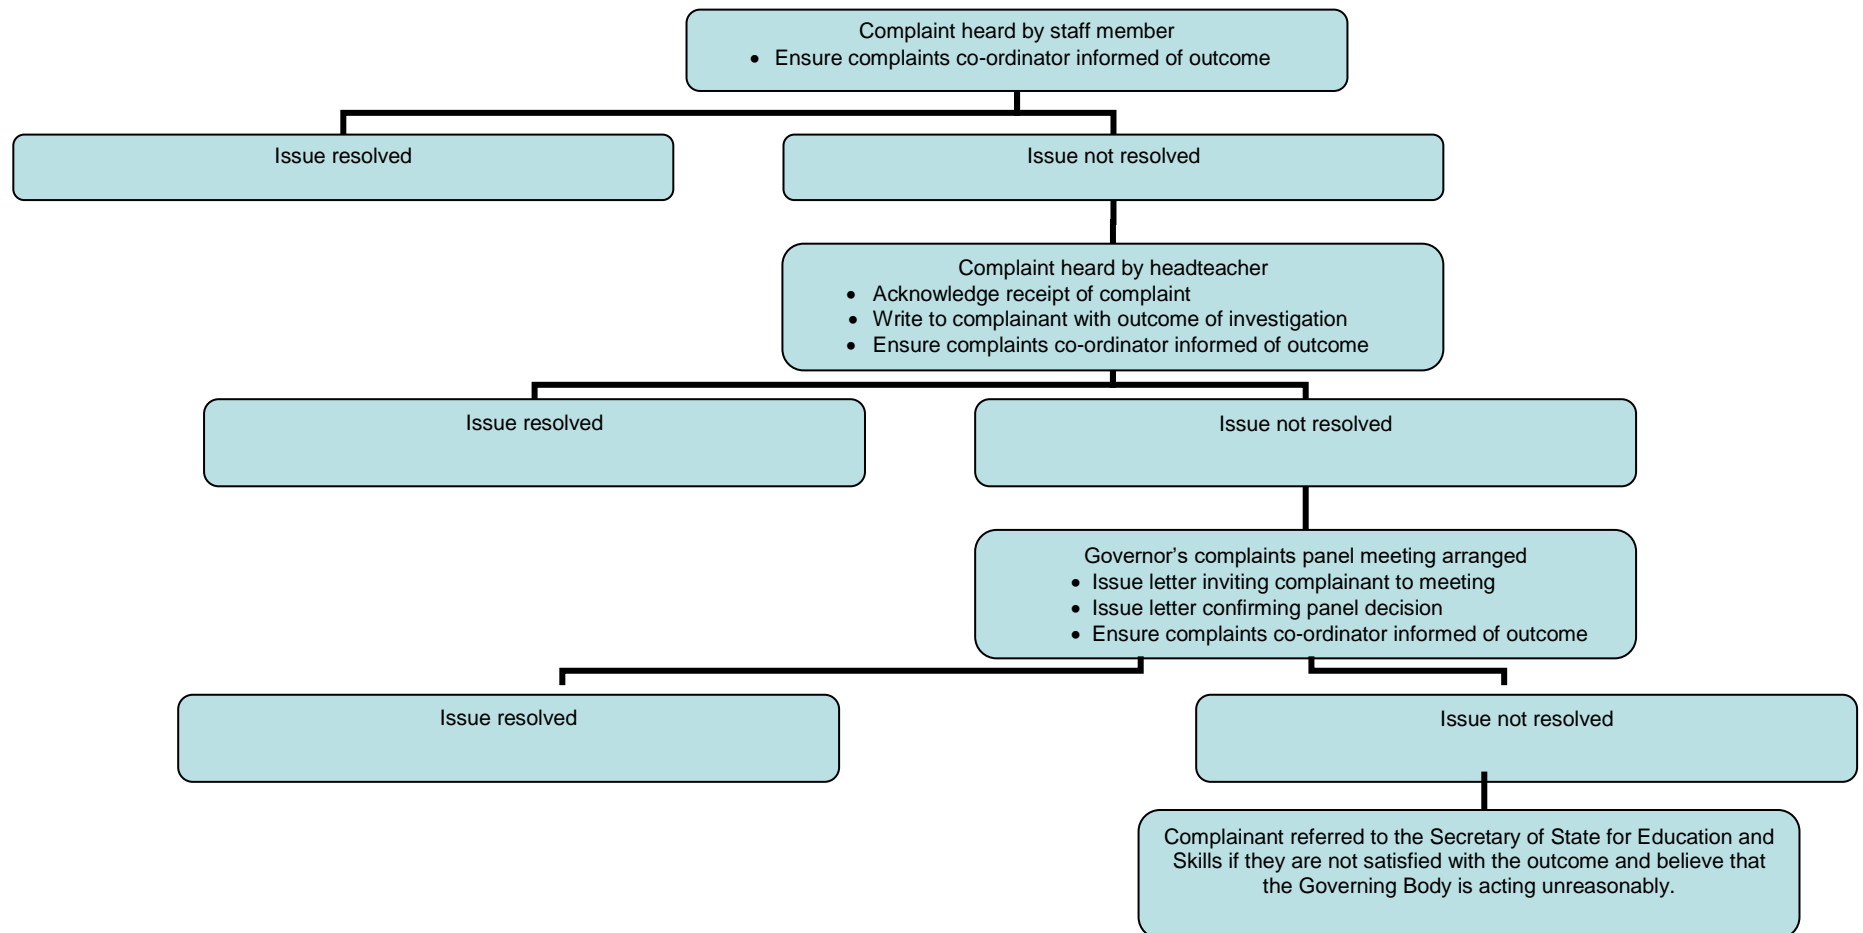 Complaint heard by staff member
• Ensure complaints co-ordinator informed of outcome
Issue resolved
Issue not resolved
Complaint heard by headteacher
• Acknowledge receipt of complaint
• Write to complainant with outcome of investigation
• Ensure complaints co-ordinator informed of outcome
Issue resolved
Issue not resolved
Governor’s complaints panel meeting arranged
• Issue letter inviting complainant to meeting
• Issue letter confirming panel decision
• Ensure complaints co-ordinator informed of outcome
Issue resolved
Issue not resolved
Complainant referred to the Secretary of State for Education and
Skills if they are not satisfied with the outcome and believe that
the Governing Body is acting unreasonably.